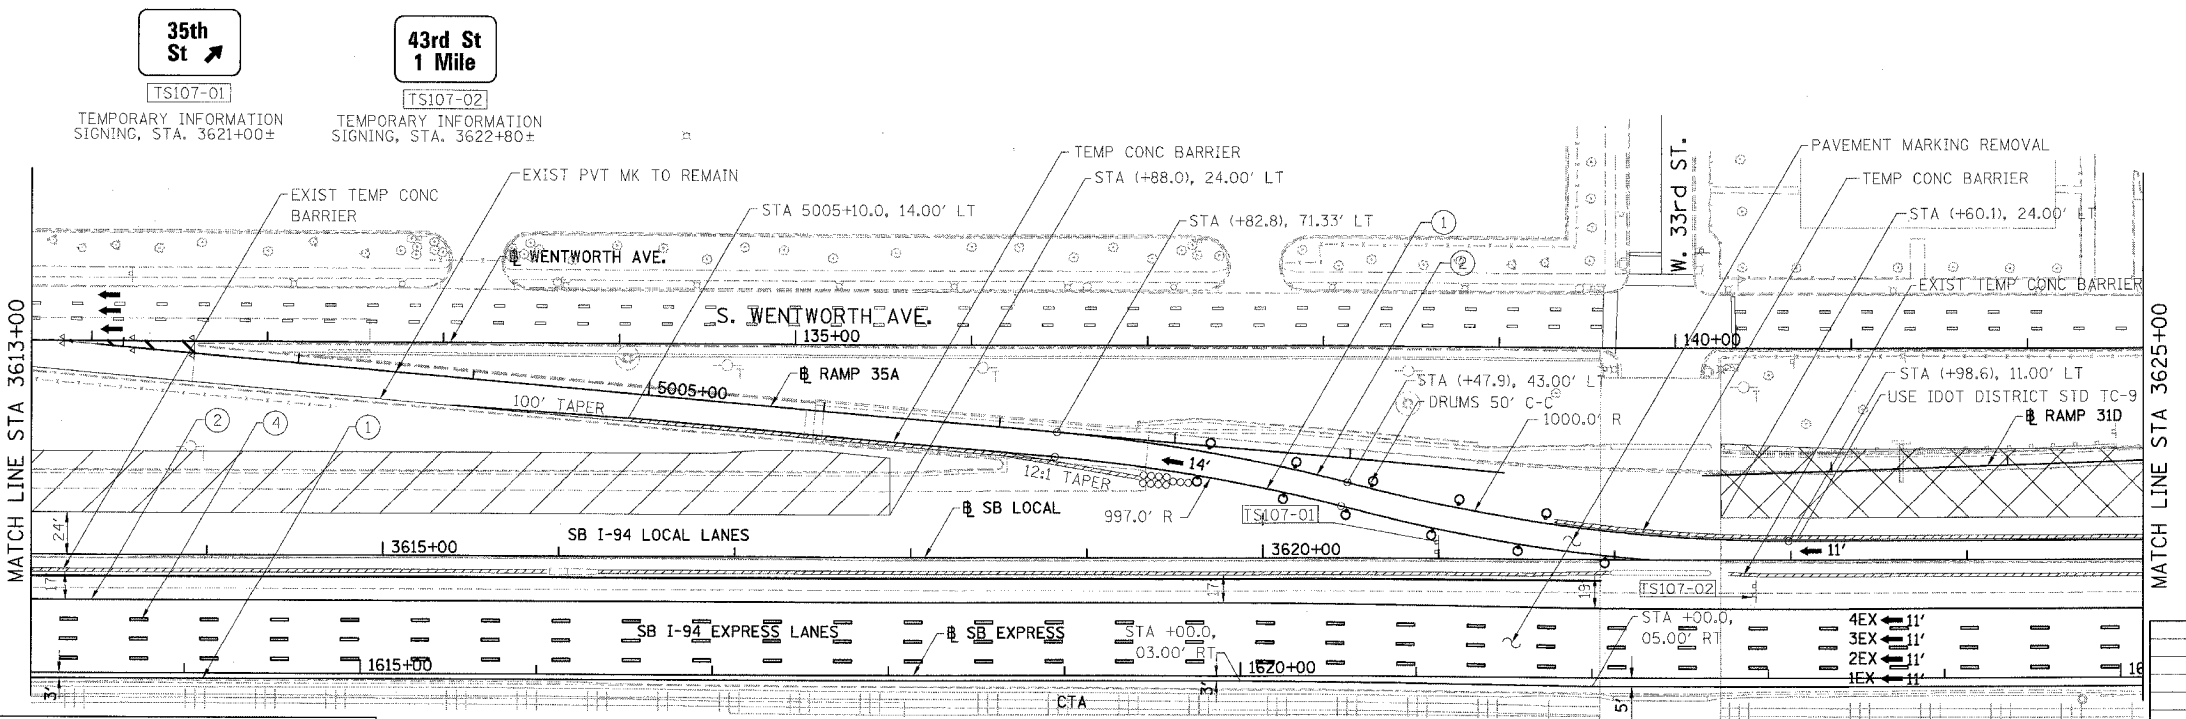 35th
St
TS107-01
TEMPORARY INFORMATION
SIGNING, STA. 3621+00±
43rd St
1 Mile
TS107-02
TEMPORARY INFORMATION
SIGNING, STA. 3622+80±
EXIST TEMP CONC
BARRIER
EXIST PVT MK TO REMAIN
STA 5005+10.0, 14.00' LT
TEMP CONC BARRIER
STA (+88.0), 24.00' LT
STA (+82.8), 71.33' LT
1
2
W. 33rd ST.
PAVEMENT MARKING REMOVAL
TEMP CONC BARRIER
STA (+60.1), 24.00' LT
EXIST TEMP CONC BARRIER
℄ WENTWORTH AVE.
S. WENTWORTH AVE.
135+00
140+00
MATCH LINE STA 3613+00
MATCH LINE STA 3625+00
℄ RAMP 35A
5005+00
100' TAPER
STA (+47.9), 43.00' LT
DRUMS 50' C-C
1000.0' R
STA (+98.6), 11.00' LT
USE IDOT DISTRICT STD TC-9
℄ RAMP 31D
2
4
1
14'
12:1 TAPER
997.0' R
TS107-01
℄ SB LOCAL
24'
3615+00
SB I-94 LOCAL LANES
3620+00
11'
17'
17'
19'
TS107-02
SB I-94 EXPRESS LANES
℄ SB EXPRESS
STA +00.0,
03.00' RT
STA +00.0,
05.00' RT
4EX 11'
3EX 11'
2EX 11'
1EX 11'
1615+00
1620+00
3'
3'
5'
CTA